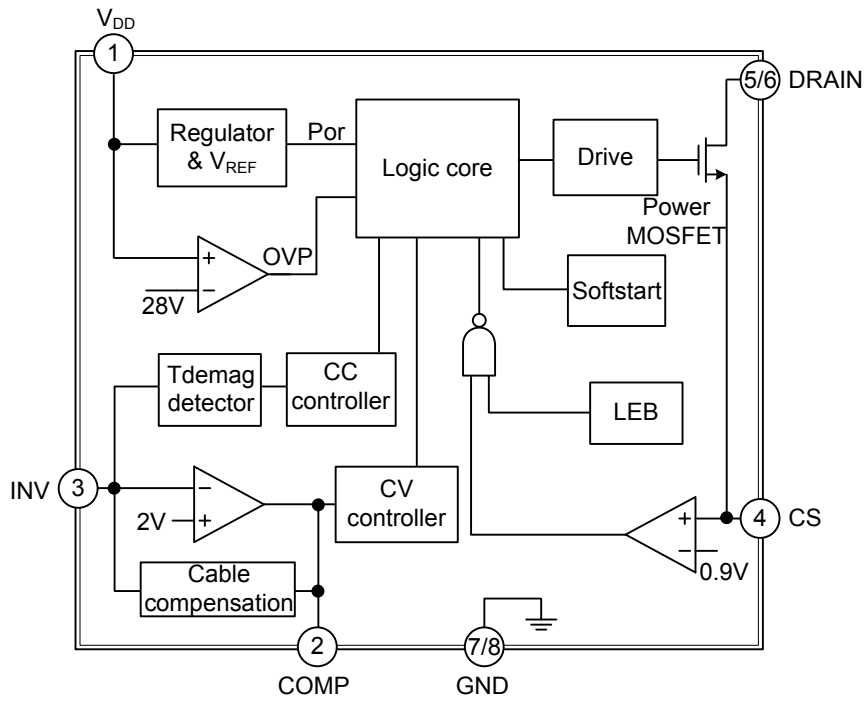 VDD
1
5/6 DRAIN
Regulator
& VREF
Por
Logic core
Drive
Power
MOSFET
+
OVP
−
28V
Softstart
Tdemag
detector
CC
controller
LEB
INV 3
−
2V
+
CV
controller
+
4 CS
−
0.9V
Cable
compensation
2
7/8
COMP
GND